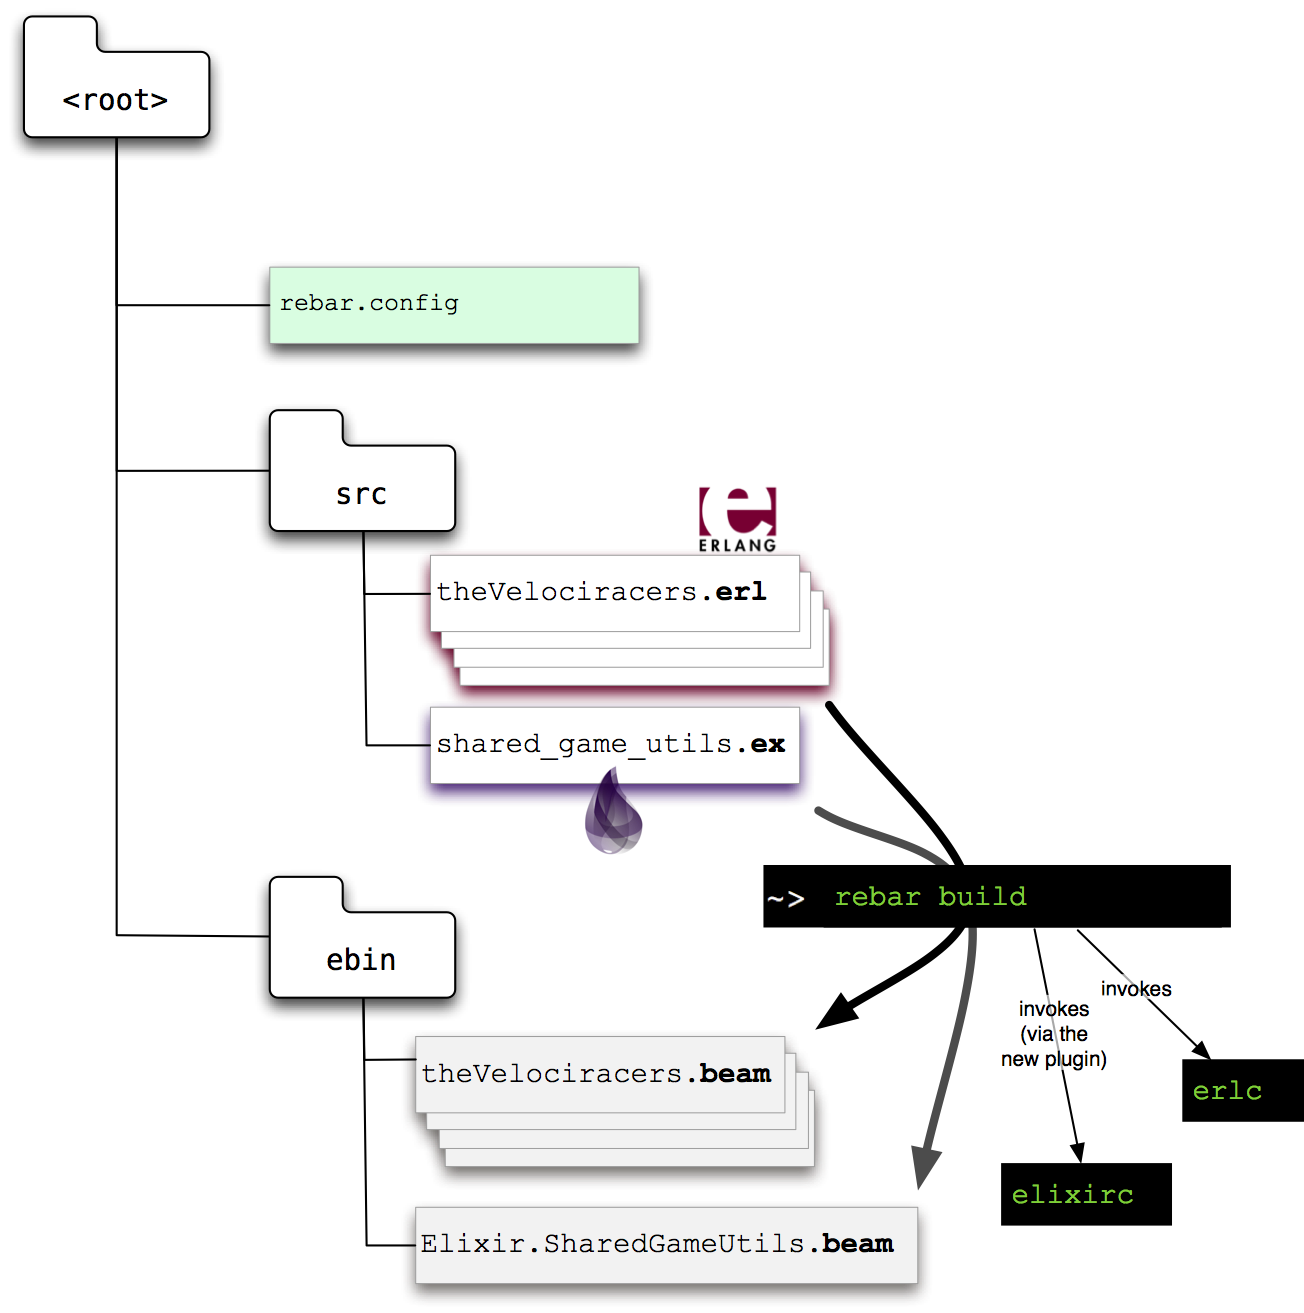 <root>
rebar.config
src
ERLANG
theVelociracers.erl
shared_game_utils.ex
~> rebar build
ebin
invokes
invokes
(via the
new plugin)
theVelociracers.beam
erlc
elixirc
Elixir.SharedGameUtils.beam